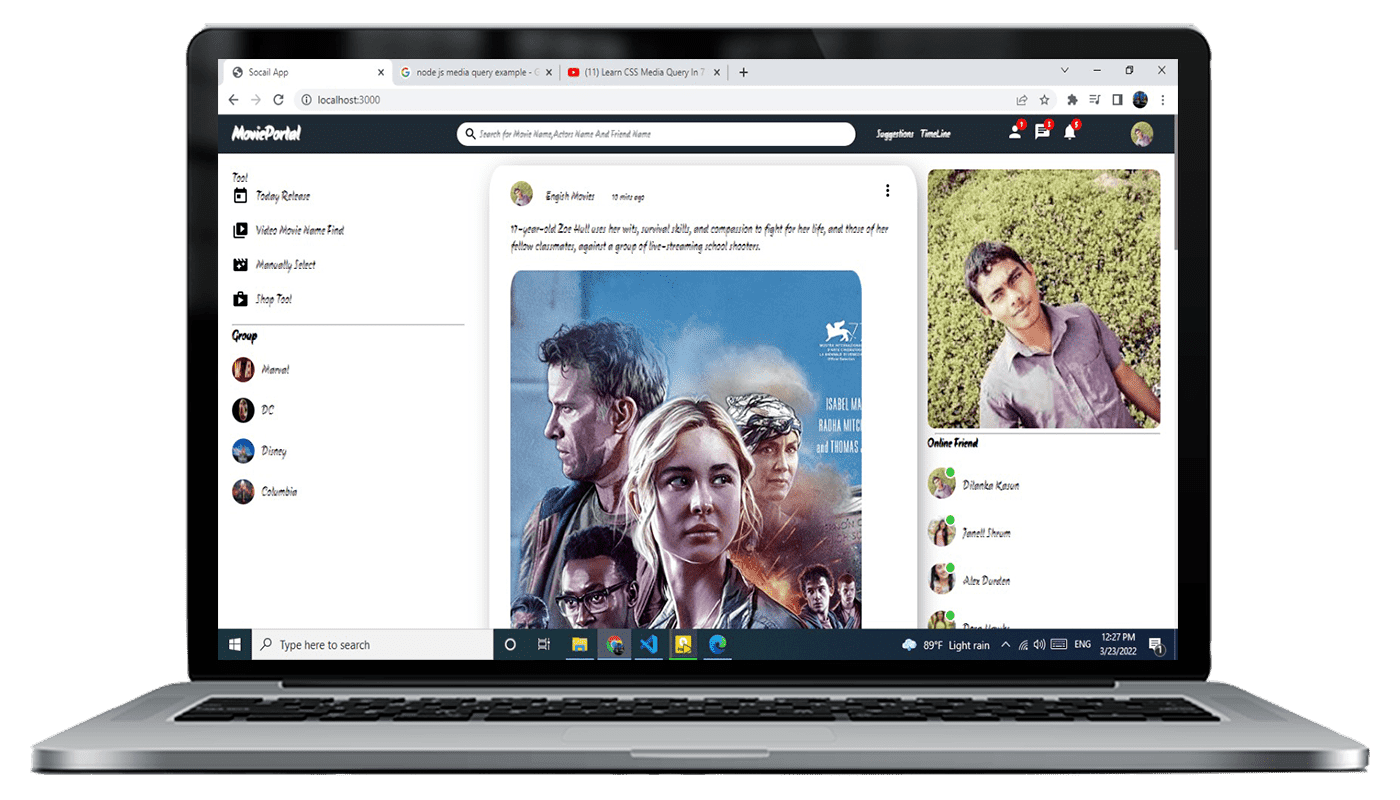 Socail App
node js media query example - G
(11) Learn CSS Media Query In 7
localhost:3000
MoviePortal
Search for Movie Name,Actors Name And Friend Name
Suggestions TimeLine
Tool
Today Release
Video Movie Name Find
Manually Select
Shop Tool
Group
Marval
DC
Disney
Columbia
Engish Movies 10 mins ago
17-year-old Zoe Hull uses her wits, survival skills, and compassion to fight for her life, and those of her
fellow classmates, against a group of live-streaming school shooters.
ISABEL MA
RADHA MITC
and THOMAS
Online Friend
Dilanka Kasun
Janell Shrum
Alex Durden
Type here to search
89°F Light rain
ENG
12:27 PM
3/23/2022
1